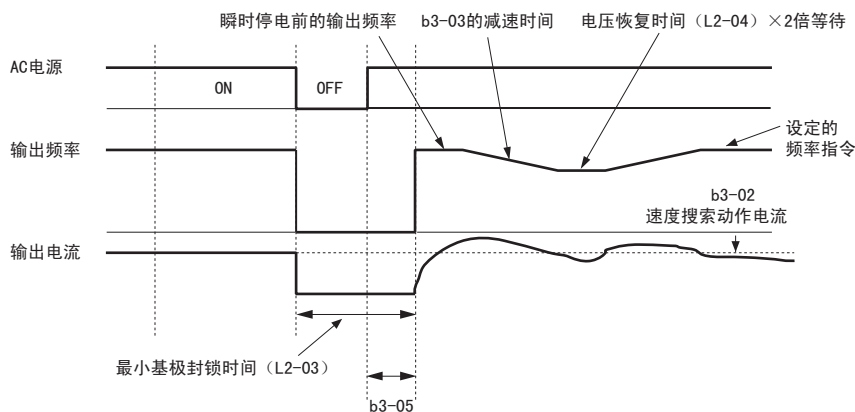 瞬时停电前的输出频率 b3-03的减速时间 电压恢复时间（L2-04）×2倍等待
AC电源
ON OFF
设定的
频率指令
输出频率
b3-02
速度搜索动作电流
输出电流
最小基极封锁时间（L2-03）
b3-05